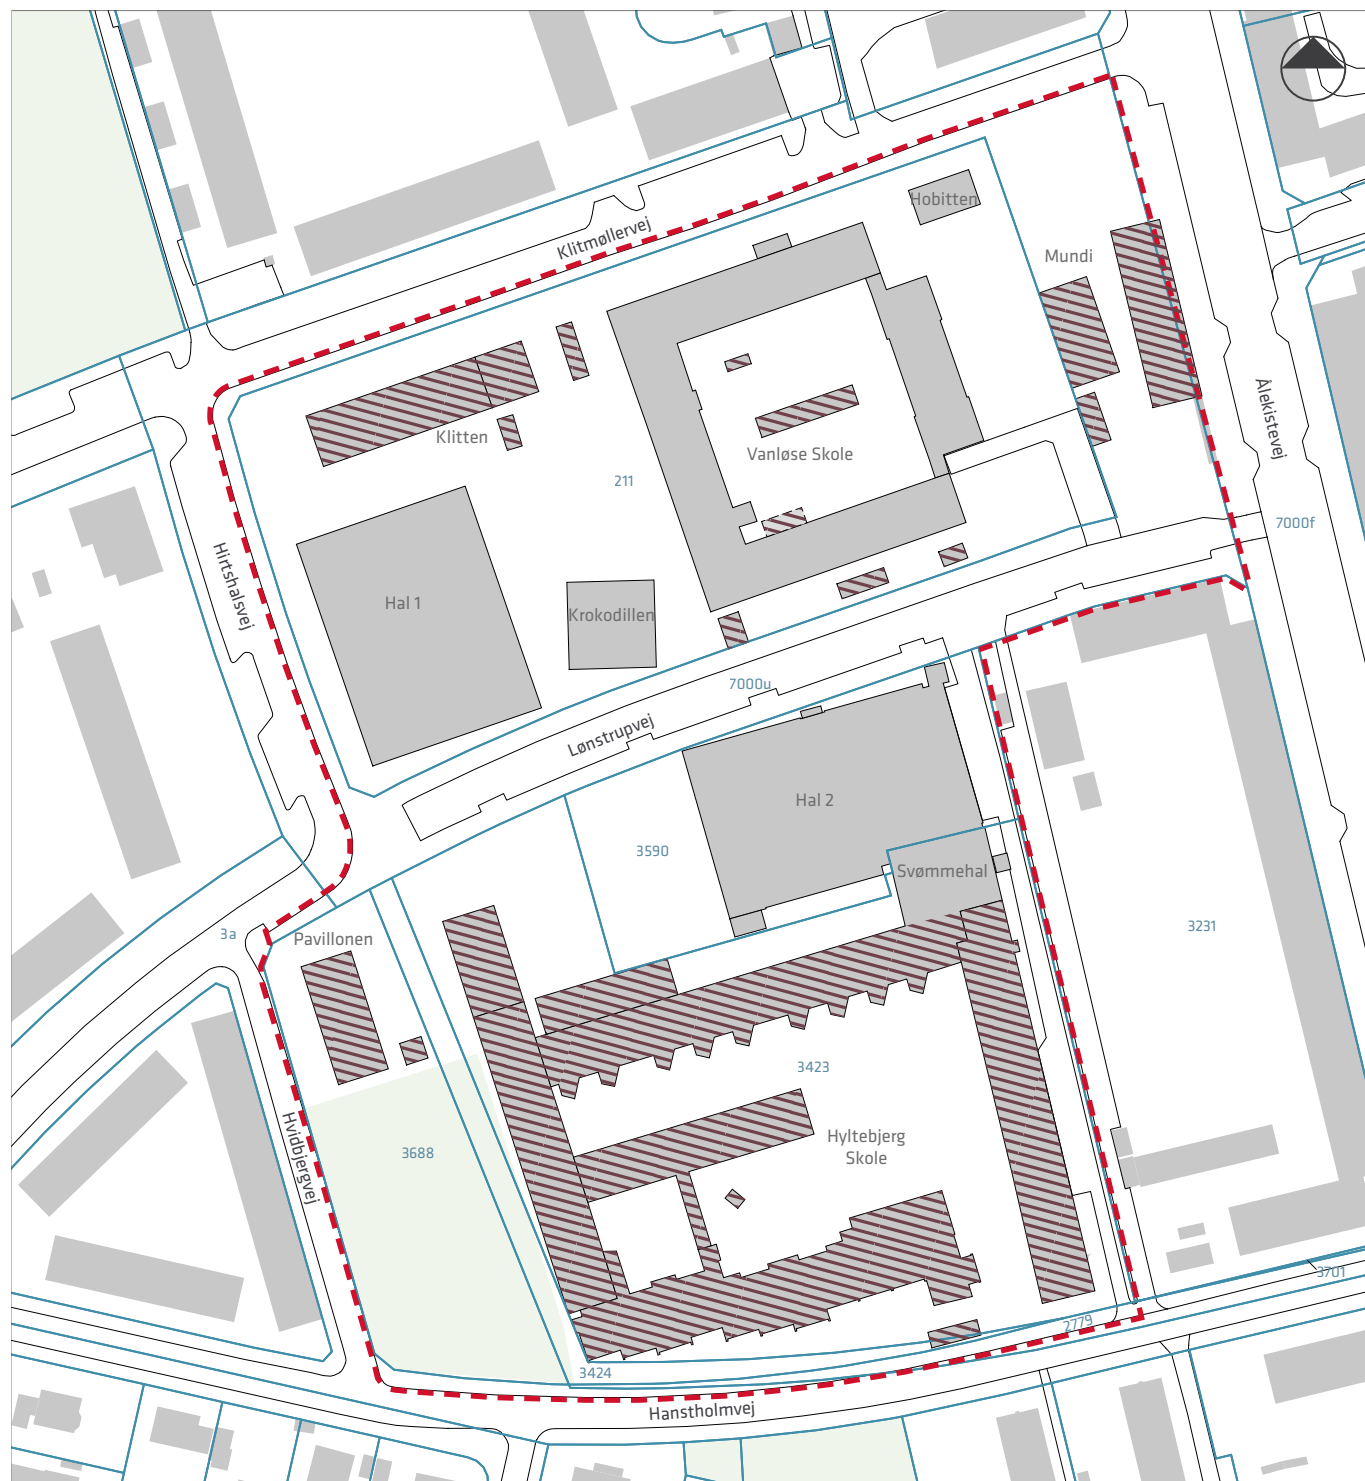 Hobitten
Klitmøllervej
Mundi
Ålekistevej
Klitten
Vanløse Skole
211
7000f
Hirtshalsvej
Hal 1
Krokodillen
7000u
Lønstrupvej
Hal 2
3590
Svømmehal
3a
Pavillonen
3231
3423
Hvidbjergvej
3688
Hyltebjerg
Skole
3701
2779
3424
Hanstholmvej